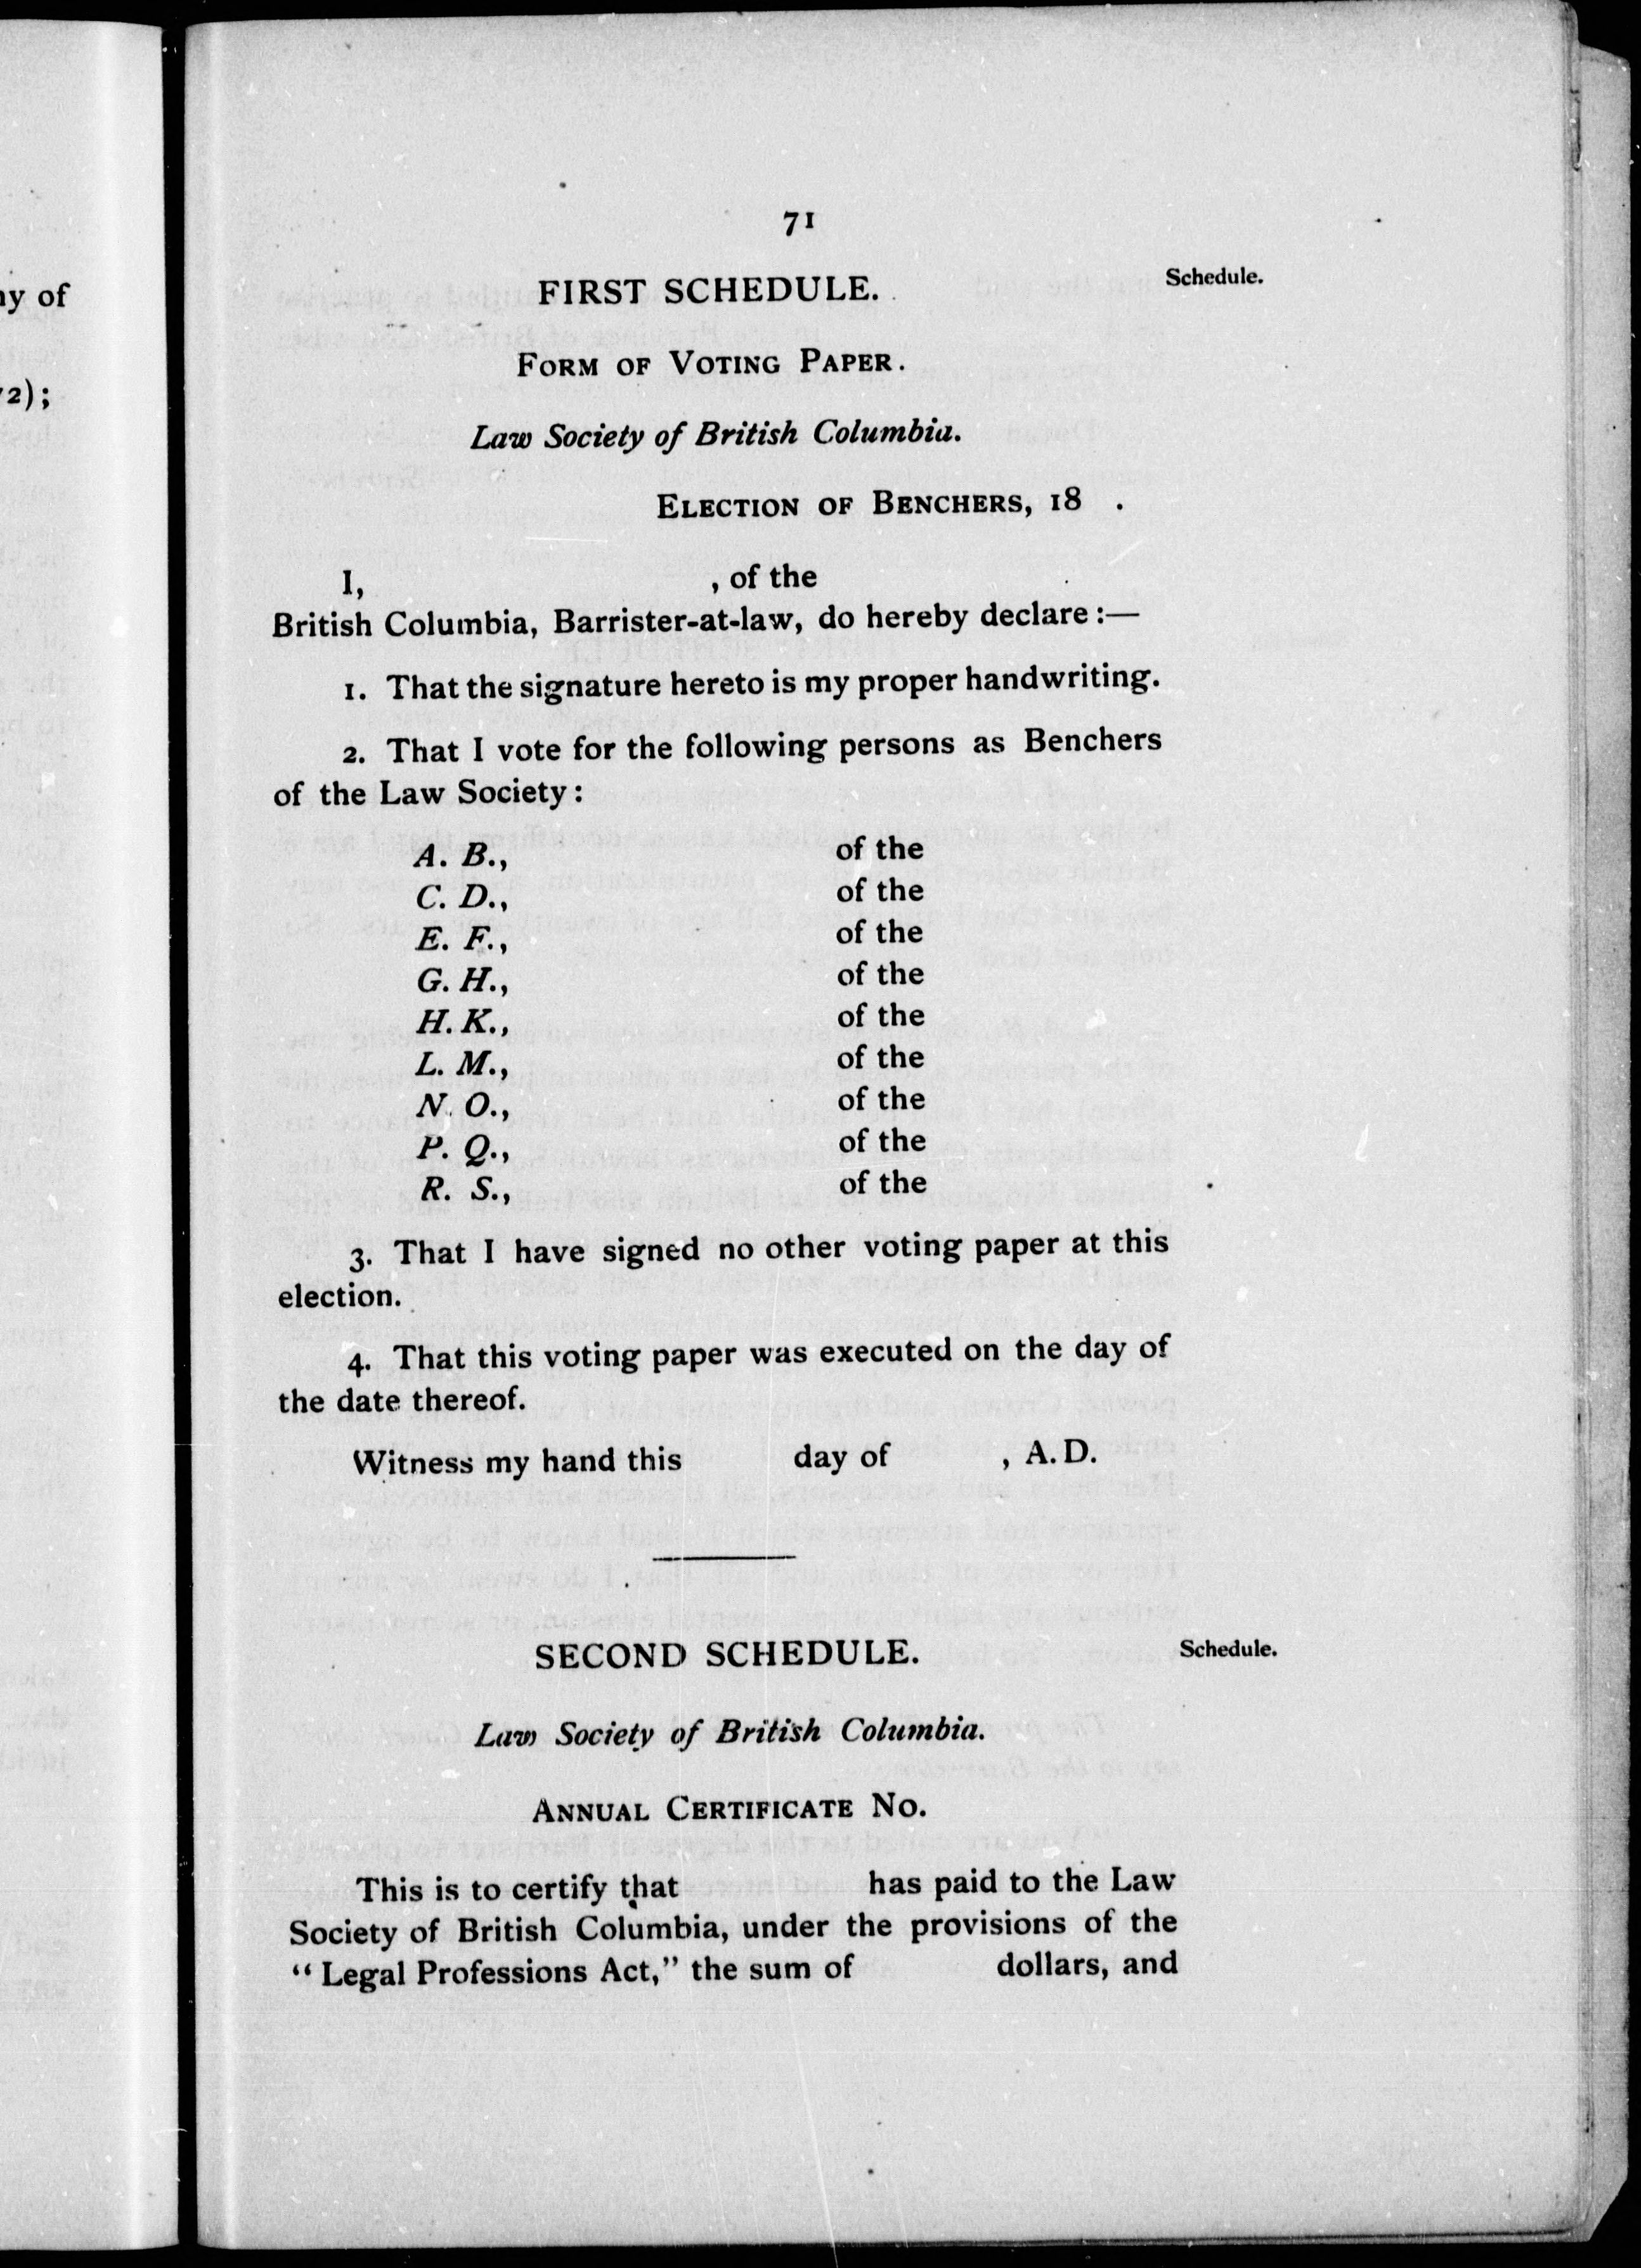 ny of
72);
71
FIRST SCHEDULE.
Schedule.
FORM OF VOTING PAPER.
Law Society of British Columbia.
ELECTION OF BENCHERS, 18 .
I, , of the
British Columbia, Barrister-at-law, do hereby declare :—
1. That the signature hereto is my proper handwriting.
2. That I vote for the following persons as Benchers
of the Law Society :
A. B., of the
C. D., of the
E. F., of the
G. H., of the
H. K., of the
L. M., of the
N. O., of the
P. Q., of the
R. S., of the
3. That I have signed no other voting paper at this
election.
4. That this voting paper was executed on the day of
the date thereof.
Witness my hand this day of , A.D.
SECOND SCHEDULE.
Schedule.
Law Society of British Columbia.
ANNUAL CERTIFICATE NO.
This is to certify that has paid to the Law
Society of British Columbia, under the provisions of the
“ Legal Professions Act,” the sum of dollars, and